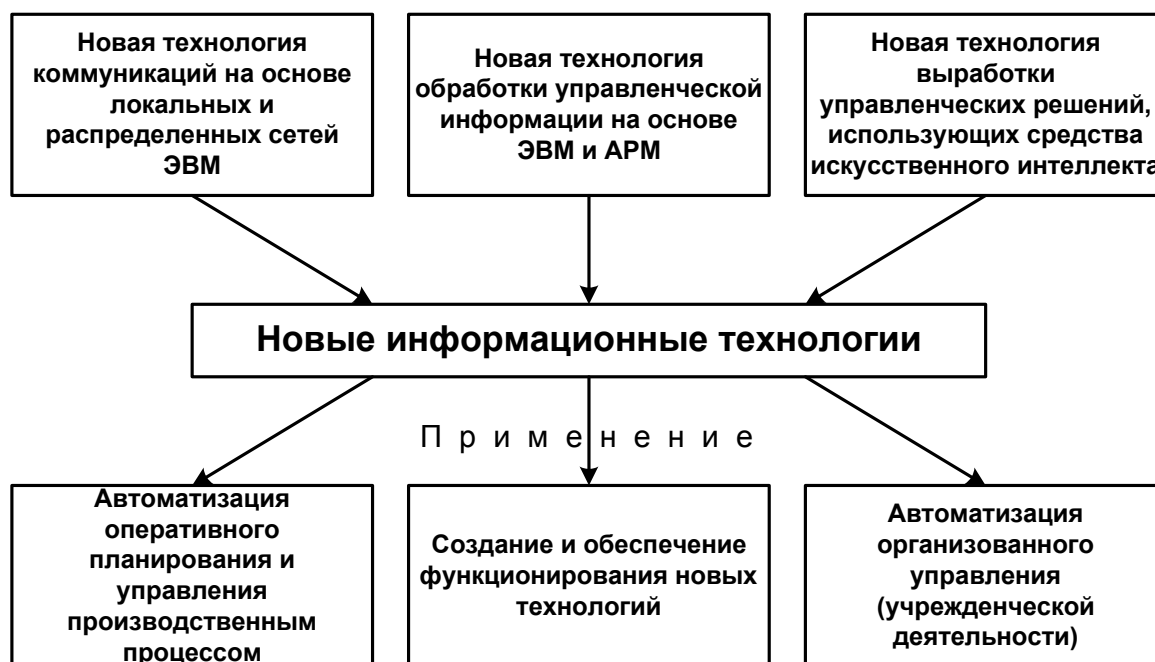 Новая технология
коммуникаций на основе
локальных и
распределенных сетей
ЭВМ
Новая технология
обработки управленческой
информации на основе
ЭВМ и АРМ
Новая технология
выработки
управленческих решений,
использующих средства
искусственного интеллекта
Новые информационные технологии
П р и м е н е н и е
Автоматизация
оперативного
планирования и
управления
производственным
процессом
Создание и обеспечение
функционирования новых
технологий
Автоматизация
организованного
управления
(учрежденческой
деятельности)